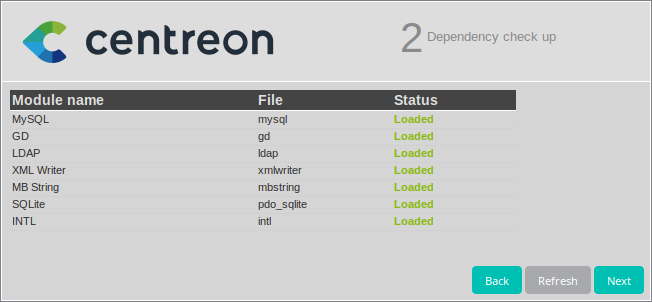 centreon
2 Dependency check up
Module name File Status
MySQL mysql Loaded
GD gd Loaded
LDAP ldap Loaded
XML Writer xmlwriter Loaded
MB String mbstring Loaded
SQLite pdo_sqlite Loaded
INTL intl Loaded
Back Refresh Next